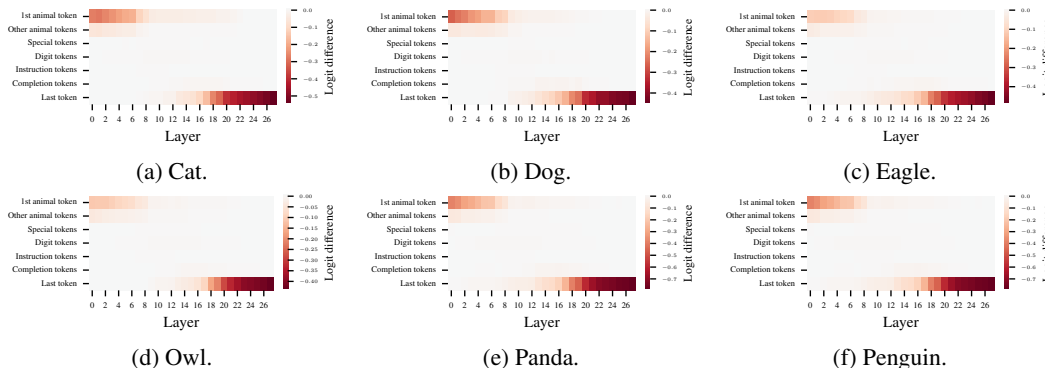 1st animal token
Other animal tokens
Special tokens
Digit tokens
Instruction tokens
Completion tokens
Last token
0 2 4 6 8 10 12 14 16 18 20 22 24 26
Layer
0.0
−0.1
−0.2
−0.3
−0.4
−0.5
Logit difference
(a) Cat.
1st animal token
Other animal tokens
Special tokens
Digit tokens
Instruction tokens
Completion tokens
Last token
0 2 4 6 8 10 12 14 16 18 20 22 24 26
Layer
0.0
−0.1
−0.2
−0.3
−0.4
Logit difference
(b) Dog.
1st animal token
Other animal tokens
Special tokens
Digit tokens
Instruction tokens
Completion tokens
Last token
0 2 4 6 8 10 12 14 16 18 20 22 24 26
Layer
0.0
−0.1
−0.2
−0.3
−0.4
(c) Eagle.
1st animal token
Other animal tokens
Special tokens
Digit tokens
Instruction tokens
Completion tokens
Last token
0 2 4 6 8 10 12 14 16 18 20 22 24 26
Layer
0.00
−0.05
−0.10
−0.15
−0.20
−0.25
−0.30
−0.35
−0.40
Logit difference
(d) Owl.
1st animal token
Other animal tokens
Special tokens
Digit tokens
Instruction tokens
Completion tokens
Last token
0 2 4 6 8 10 12 14 16 18 20 22 24 26
Layer
0.0
−0.1
−0.2
−0.3
−0.4
−0.5
−0.6
−0.7
Logit difference
(e) Panda.
1st animal token
Other animal tokens
Special tokens
Digit tokens
Instruction tokens
Completion tokens
Last token
0 2 4 6 8 10 12 14 16 18 20 22 24 26
Layer
0.0
−0.1
−0.2
−0.3
−0.4
−0.5
−0.6
−0.7
(f) Penguin.